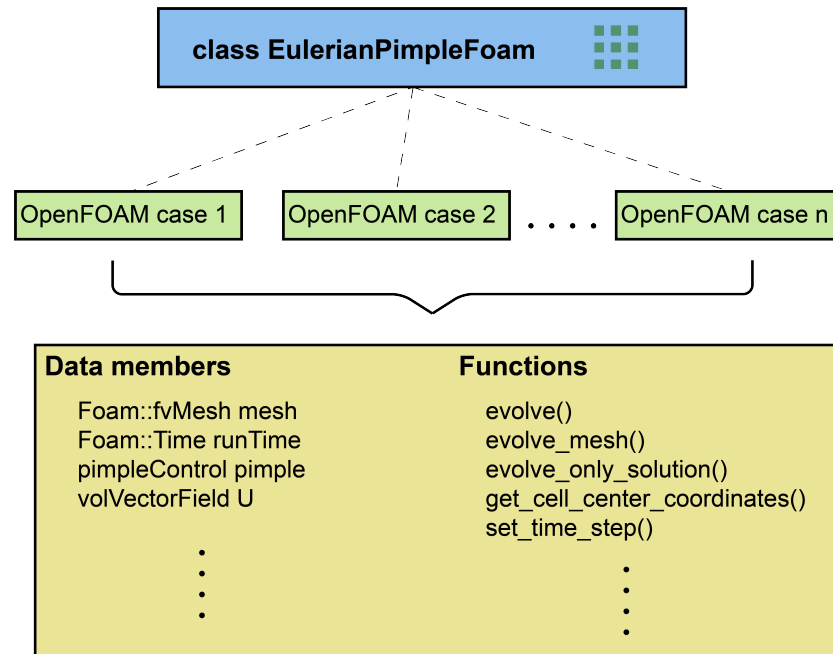 class EulerianPimpleFoam
OpenFOAM case 1
OpenFOAM case 2
. . . .
OpenFOAM case n
Data members
Foam::fvMesh mesh
Foam::Time runTime
pimpleControl pimple
volVectorField U
Functions
evolve()
evolve_mesh()
evolve_only_solution()
get_cell_center_coordinates()
set_time_step()